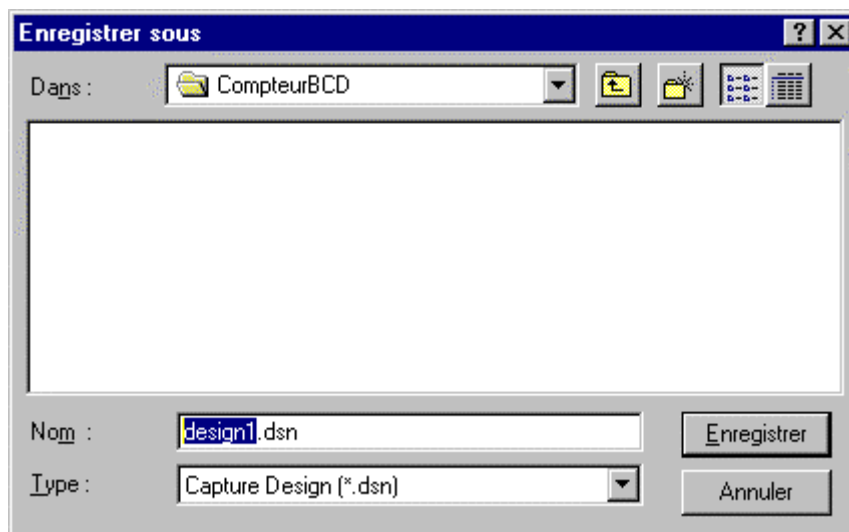 Enregistrer sous
Dans :
CompteurBCD
Nom :
design1.dsn
Enregistrer
Type :
Capture Design (*.dsn)
Annuler